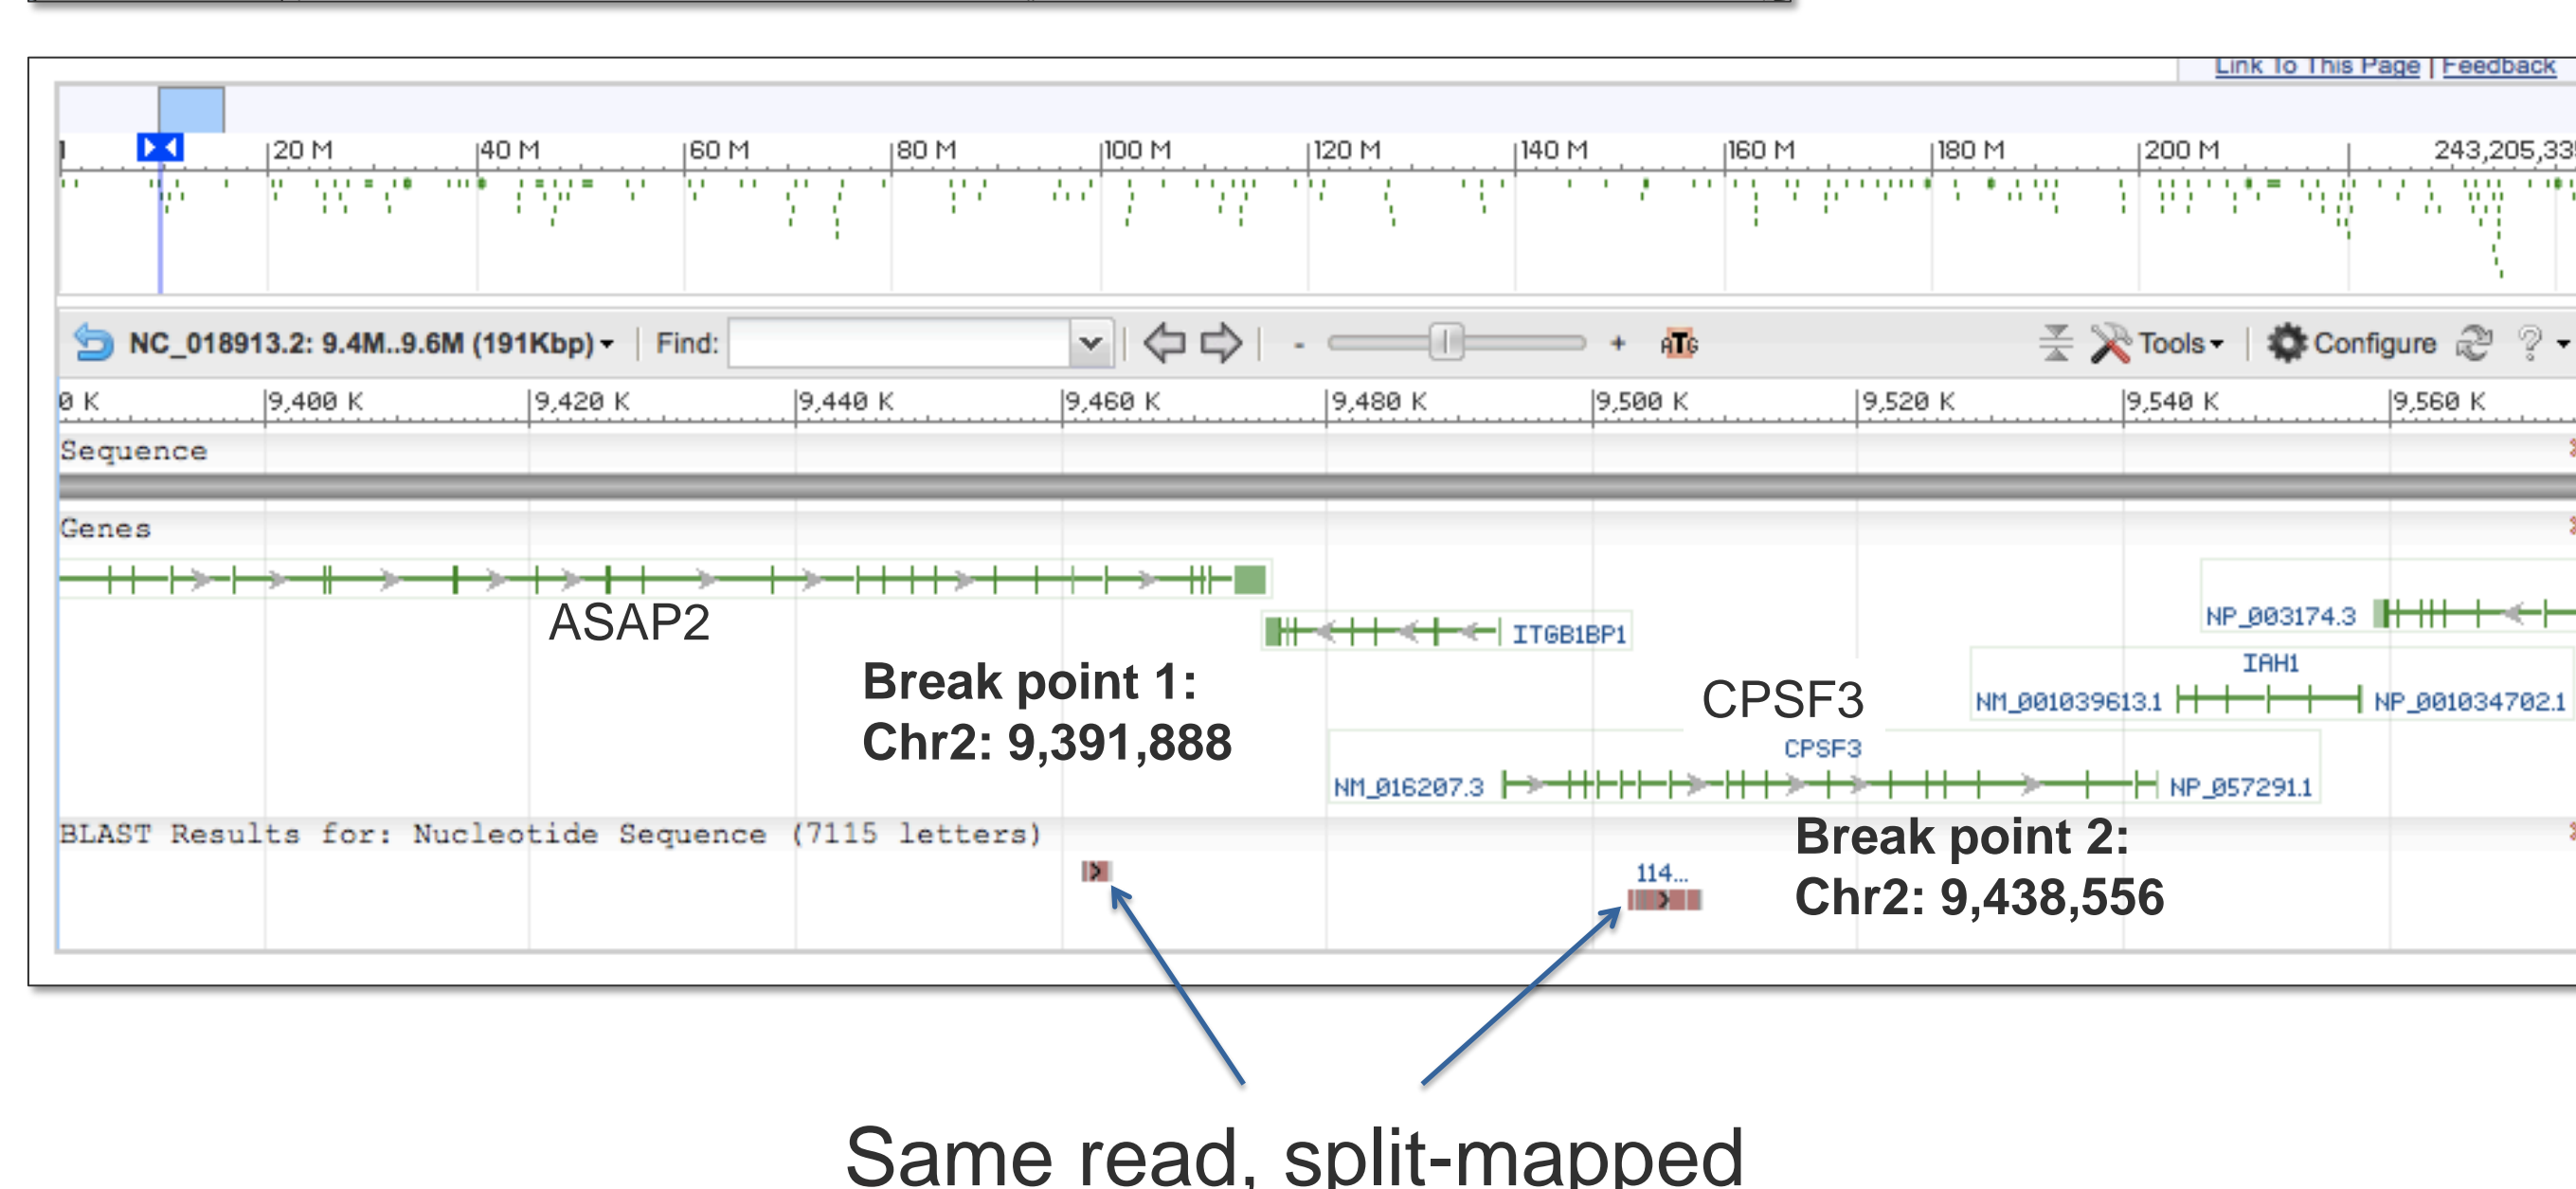 Link To This Page | Feedback
1 20 M 40 M 60 M 80 M 100 M 120 M 140 M 160 M 180 M 200 M
NC_018913.2: 9.4M..9.6M (191Kbp) Find: - + ATG Tools Configure ?
0 K 9,400 K 9,420 K 9,440 K 9,460 K 9,480 K 9,500 K 9,520 K 9,540 K 9,560 K
Sequence
Genes
ASAP2
ITGB1BP1
NP_003174.3
IAH1
NM_001039613.1 NP_001034702.1
Break point 1:
Chr2: 9,391,888
CPSF3
CPSF3
NM_016207.3 NP_057291.1
BLAST Results for: Nucleotide Sequence (7115 letters)
114...
Break point 2:
Chr2: 9,438,556
Same read, split-mapped